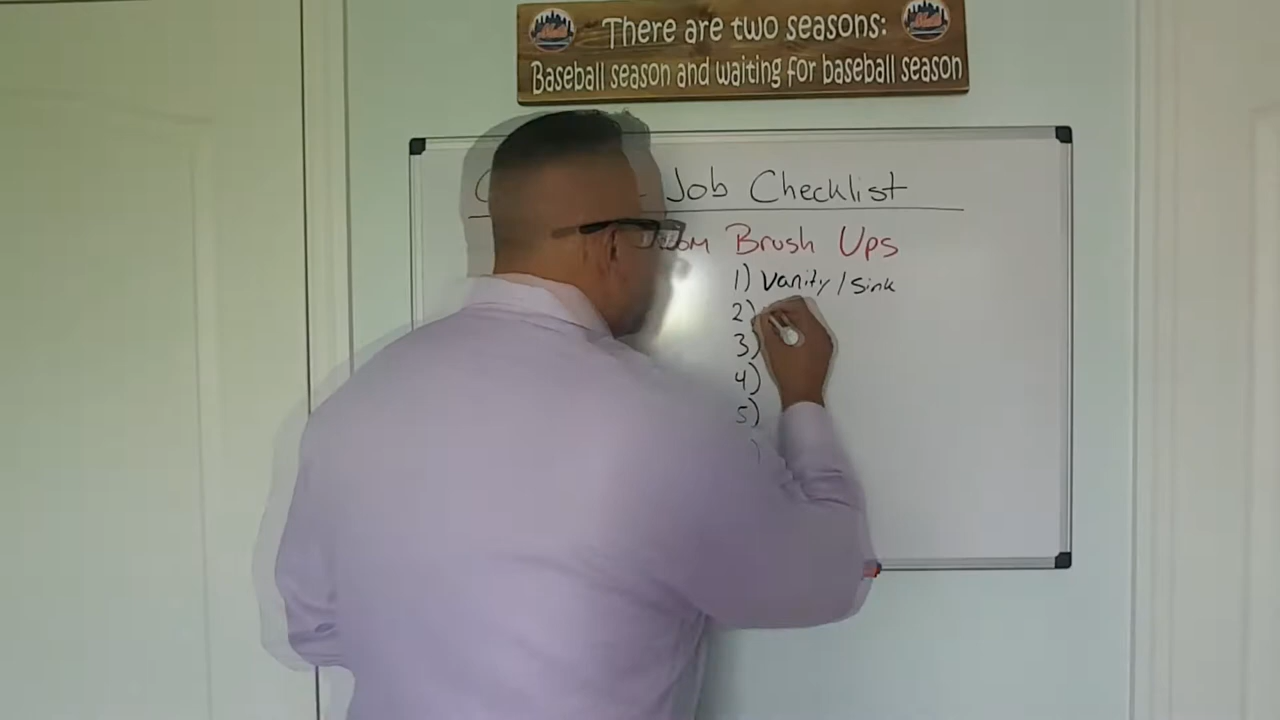 There are two seasons:
Baseball season and waiting for baseball season
Job Checklist
Brush Ups
1) Vanity/Sink
2)
3)
4)
5)
)